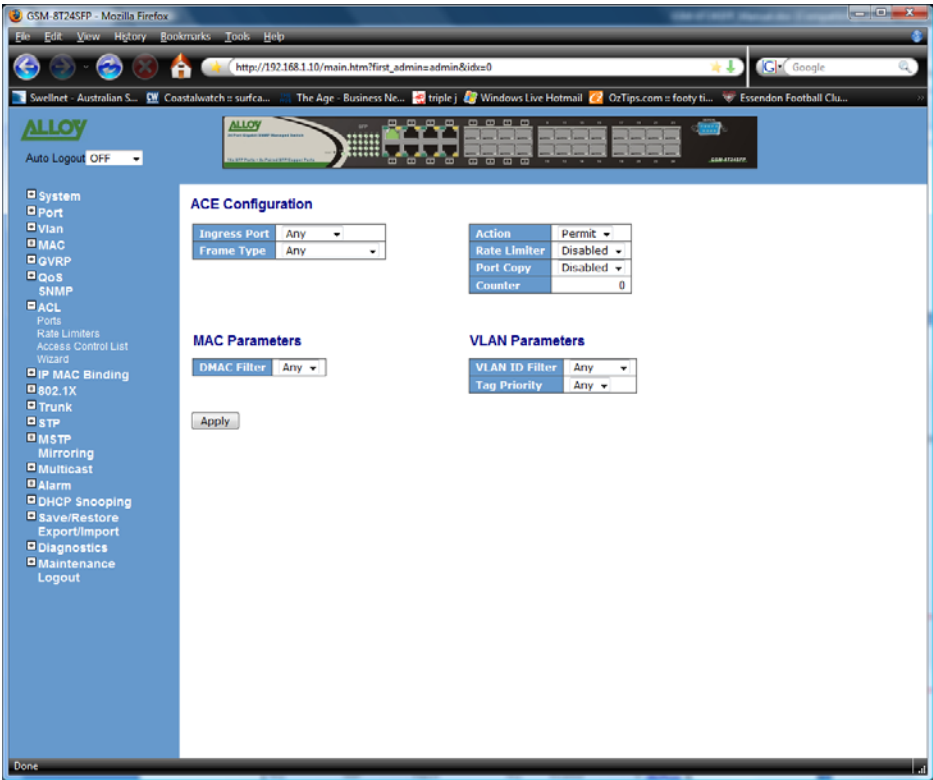 GSM-8T24SFP - Mozilla Firefox
File Edit View History Bookmarks Tools Help
http://192.168.1.10/main.htm?first_admin=admin&idx=0
G Google
Swellnet - Australian S... CW Coastalwatch :: surfca... The Age - Business Ne... triple j Windows Live Hotmail OzTips.com :: footy ti... Essendon Football Clu...
ALLOY
ALLOY
Auto Logout OFF
GSM-8T24SFP
System
Port
Vlan
MAC
GVRP
QoS
SNMP
ACL
Ports
Rate Limiters
Access Control List
Wizard
IP MAC Binding
802.1X
Trunk
STP
MSTP
Mirroring
Multicast
Alarm
DHCP Snooping
Save/Restore
Export/Import
Diagnostics
Maintenance
Logout
ACE Configuration
Ingress Port Any
Frame Type Any
Action Permit
Rate Limiter Disabled
Port Copy Disabled
Counter 0
MAC Parameters
DMAC Filter Any
VLAN Parameters
VLAN ID Filter Any
Tag Priority Any
Apply
Done